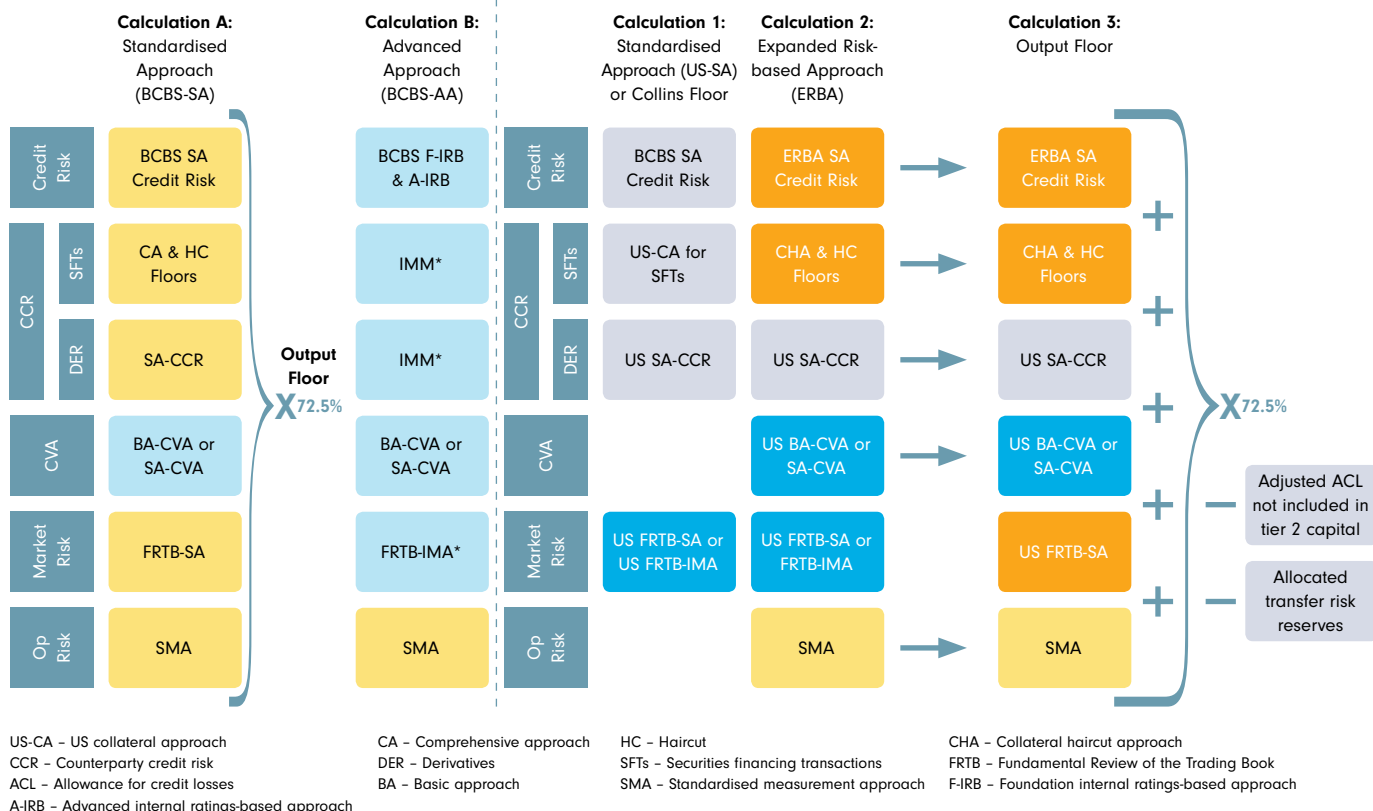 Calculation A:
Standardised
Approach
(BCBS-SA)
Calculation B:
Advanced
Approach
(BCBS-AA)
Calculation 1:
Standardised
Approach (US-SA)
or Collins Floor
Calculation 2:
Expanded Risk-
based Approach
(ERBA)
Calculation 3:
Output Floor
Credit
Risk
BCBS SA
Credit Risk
BCBS F-IRB
& A-IRB
Credit
Risk
BCBS SA
Credit Risk
ERBA SA
Credit Risk
ERBA SA
Credit Risk
+
CCR
SFTs
CA & HC
Floors
IMM*
CCR
SFTs
US-CA for
SFTs
CHA & HC
Floors
CHA & HC
Floors
+
DER
SA-CCR
Output
Floor
X 72.5%
IMM*
DER
US SA-CCR
US SA-CCR
US SA-CCR
+
X 72.5%
CVA
BA-CVA or
SA-CVA
BA-CVA or
SA-CVA
CVA
US BA-CVA or
SA-CVA
US BA-CVA or
SA-CVA
+
–
Adjusted ACL
not included in
tier 2 capital
Market
Risk
FRTB-SA
FRTB-IMA*
Market
Risk
US FRTB-SA or
US FRTB-IMA
US FRTB-SA or
FRTB-IMA
US FRTB-SA
+
–
Allocated
transfer risk
reserves
Op
Risk
SMA
SMA
Op
Risk
SMA
SMA
US-CA – US collateral approach
CCR – Counterparty credit risk
ACL – Allowance for credit losses
A-IRB – Advanced internal ratings-based approach
CA – Comprehensive approach
DER – Derivatives
BA – Basic approach
HC – Haircut
SFTs – Securities financing transactions
SMA – Standardised measurement approach
CHA – Collateral haircut approach
FRTB – Fundamental Review of the Trading Book
F-IRB – Foundation internal ratings-based approach